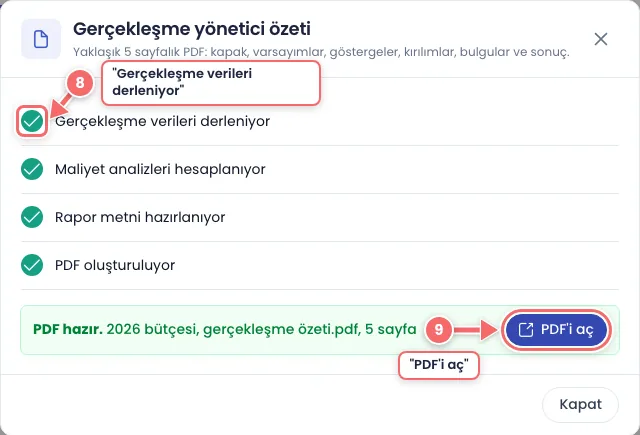 Gerçekleşme yönetici özeti
Yaklaşık 5 sayfalık PDF: kapak, varsayımlar, göstergeler, kırılımlar, bulgular ve sonuç.
8
"Gerçekleşme verileri
derleniyor"
Gerçekleşme verileri derleniyor
Maliyet analizleri hesaplanıyor
Rapor metni hazırlanıyor
PDF oluşturuluyor
PDF hazır. 2026 bütçesi, gerçekleşme özeti.pdf, 5 sayfa
9
PDF'i aç
"PDF'i aç"
Kapat